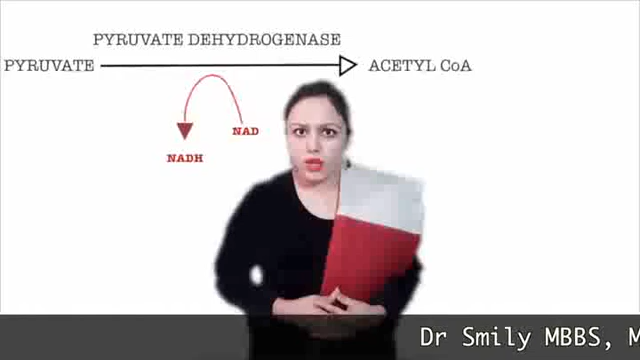 PYRUVATE DEHYDROGENASE
PYRUVATE
ACETYL CoA
NAD
NADH
Dr Smily MBBS, M